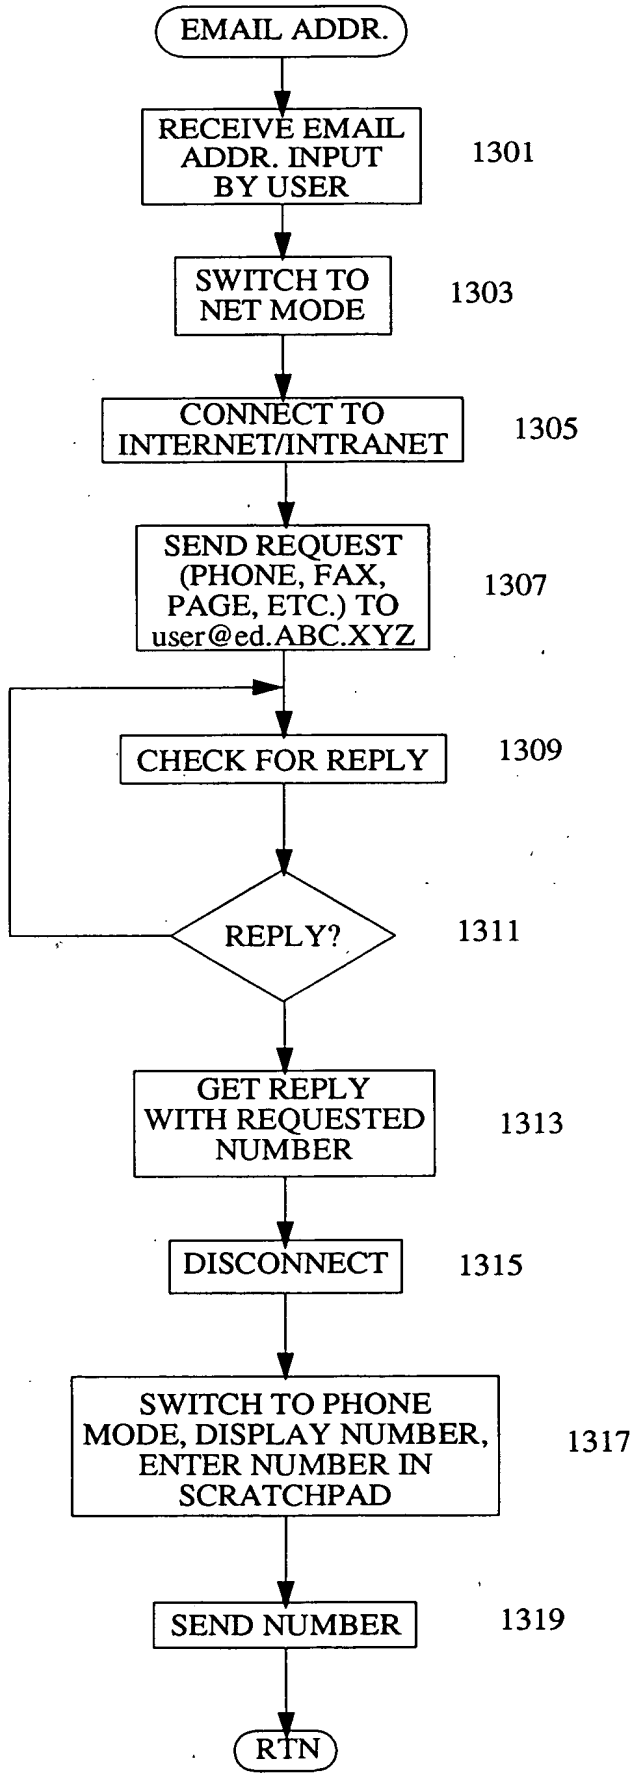 EMAIL ADDR.
RECEIVE EMAIL
ADDR. INPUT
BY USER
1301
SWITCH TO
NET MODE
1303
CONNECT TO
INTERNET/INTRANET
1305
SEND REQUEST
(PHONE, FAX,
PAGE, ETC.) TO
user@ed.ABC.XYZ
1307
CHECK FOR REPLY
1309
REPLY?
1311
GET REPLY
WITH REQUESTED
NUMBER
1313
DISCONNECT
1315
SWITCH TO PHONE
MODE, DISPLAY NUMBER,
ENTER NUMBER IN
SCRATCHPAD
1317
SEND NUMBER
1319
RTN